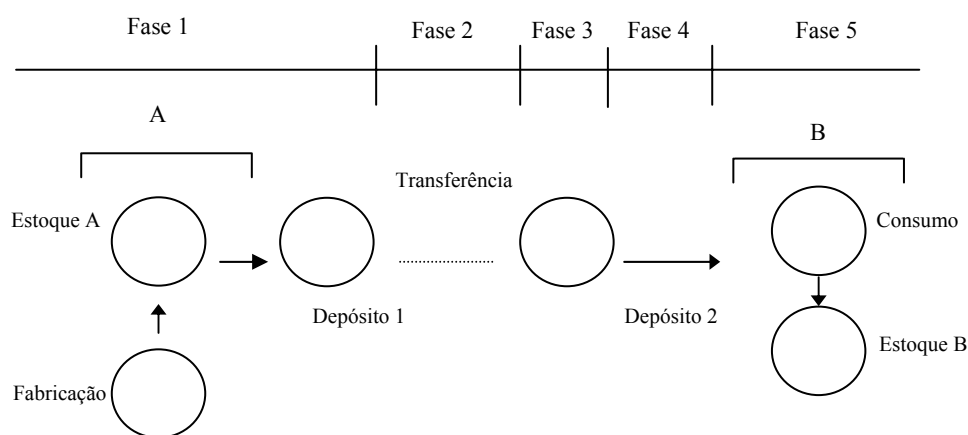 Fase 1
Fase 2
Fase 3
Fase 4
Fase 5
A
B
Transferência
Estoque A
Consumo
Depósito 1
Depósito 2
Estoque B
Fabricação